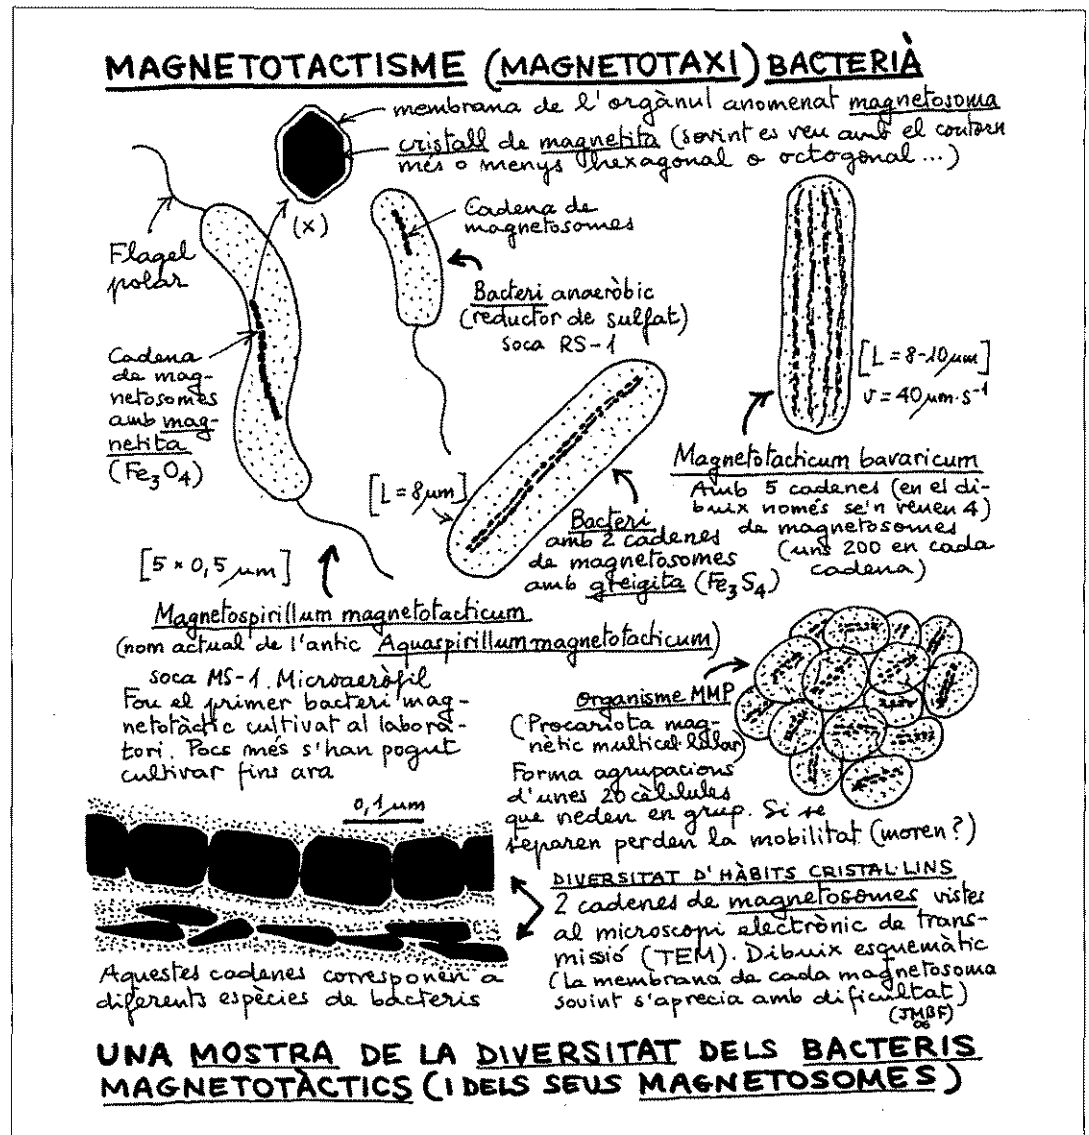 MAGNETOTACTISME (MAGNETOTAXI) BACTERIÀ
membrana de l'orgànul anomenat magnetosoma
cristall de magnetita (sovint es veu amb el contorn
més o menys hexagonal o octogonal...)
(x)
Flagel
polar
Cadena de
magnetosomes
Bacteri anaeròbic
(reductor de sulfat)
soca RS-1
Cadena
de mag-
netosomes
amb mag-
netita
(Fe3O4)
[L = 8-10 µm]
v = 40 µm·s-1
Magnetotacticum bavaricum
Amb 5 cadenes (en el di-
buix només se'n veuen 4)
de magnetosomes
(uns 200 en cada
cadena)
[L = 8 µm]
Bacteri
amb 2 cadenes
de magnetosomes
amb greigita (Fe3S4)
[5 × 0,5 µm]
Magnetospirillum magnetotacticum
(nom actual de l'antic Aquaspirillum magnetotacticum)
soca MS-1. Microaeròfil
Fou el primer bacteri mag-
netotàctic cultivat al labora-
tori. Pocs més s'han pogut
cultivar fins ara
Organisme MMP
(Procariota mag-
nètic multicel·lular)
Forma agrupacions
d'unes 20 cèl·lules
que neden en grup. Si se
separen perden la mobilitat (moren?)
0,1 µm
DIVERSITAT D'HÀBITS CRISTAL·LINS
2 cadenes de magnetosomes vistes
al microscopi electrònic de trans-
missió (TEM). Dibuix esquemàtic
(la membrana de cada magnetosoma
sovint s'aprecia amb dificultat)
(JMBF)
06
Aquestes cadenes corresponen a
diferents espècies de bacteris
UNA MOSTRA DE LA DIVERSITAT DELS BACTERIS
MAGNETOTÀCTICS (I DELS SEUS MAGNETOSOMES)